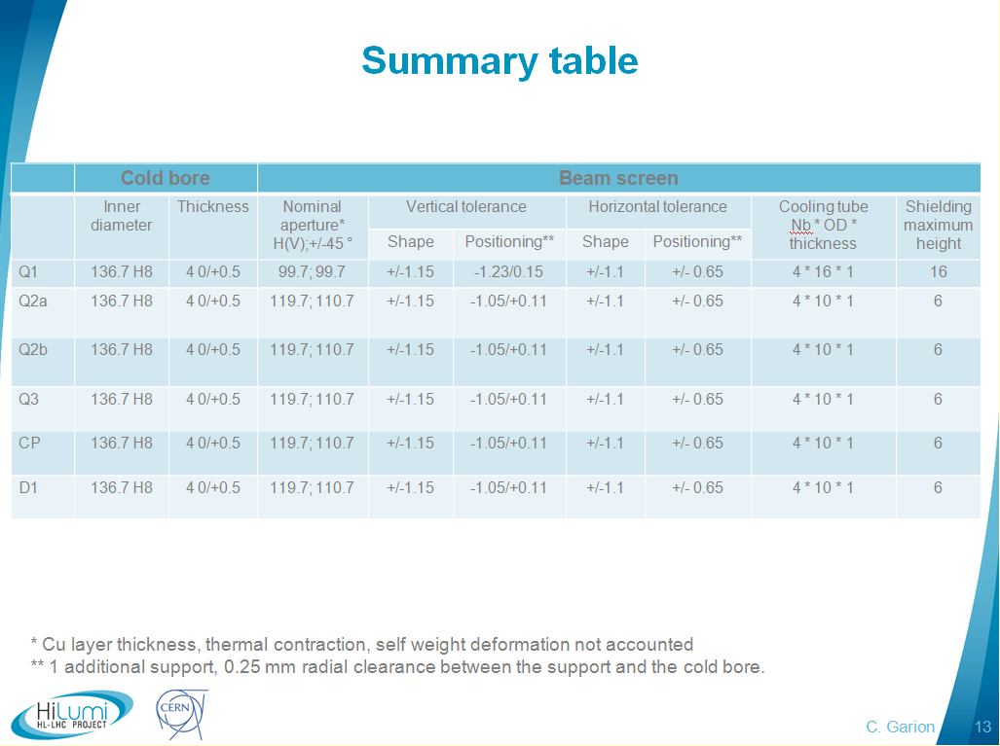 Summary table
Cold bore Beam screen
Inner diameter Thickness Nominal aperture* H(V);+/-45 ° Vertical tolerance Horizontal tolerance Cooling tube Nb * OD * thickness Shielding maximum height
Shape Positioning** Shape Positioning**
Q1 136.7 H8 4 0/+0.5 99.7; 99.7 +/-1.15 -1.23/0.15 +/-1.1 +/- 0.65 4 * 16 * 1 16
Q2a 136.7 H8 4 0/+0.5 119.7; 110.7 +/-1.15 -1.05/+0.11 +/-1.1 +/- 0.65 4 * 10 * 1 6
Q2b 136.7 H8 4 0/+0.5 119.7; 110.7 +/-1.15 -1.05/+0.11 +/-1.1 +/- 0.65 4 * 10 * 1 6
Q3 136.7 H8 4 0/+0.5 119.7; 110.7 +/-1.15 -1.05/+0.11 +/-1.1 +/- 0.65 4 * 10 * 1 6
CP 136.7 H8 4 0/+0.5 119.7; 110.7 +/-1.15 -1.05/+0.11 +/-1.1 +/- 0.65 4 * 10 * 1 6
D1 136.7 H8 4 0/+0.5 119.7; 110.7 +/-1.15 -1.05/+0.11 +/-1.1 +/- 0.65 4 * 10 * 1 6
* Cu layer thickness, thermal contraction, self weight deformation not accounted
** 1 additional support, 0.25 mm radial clearance between the support and the cold bore.
HiLumi
HL-LHC PROJECT
CERN
C. Garion 13